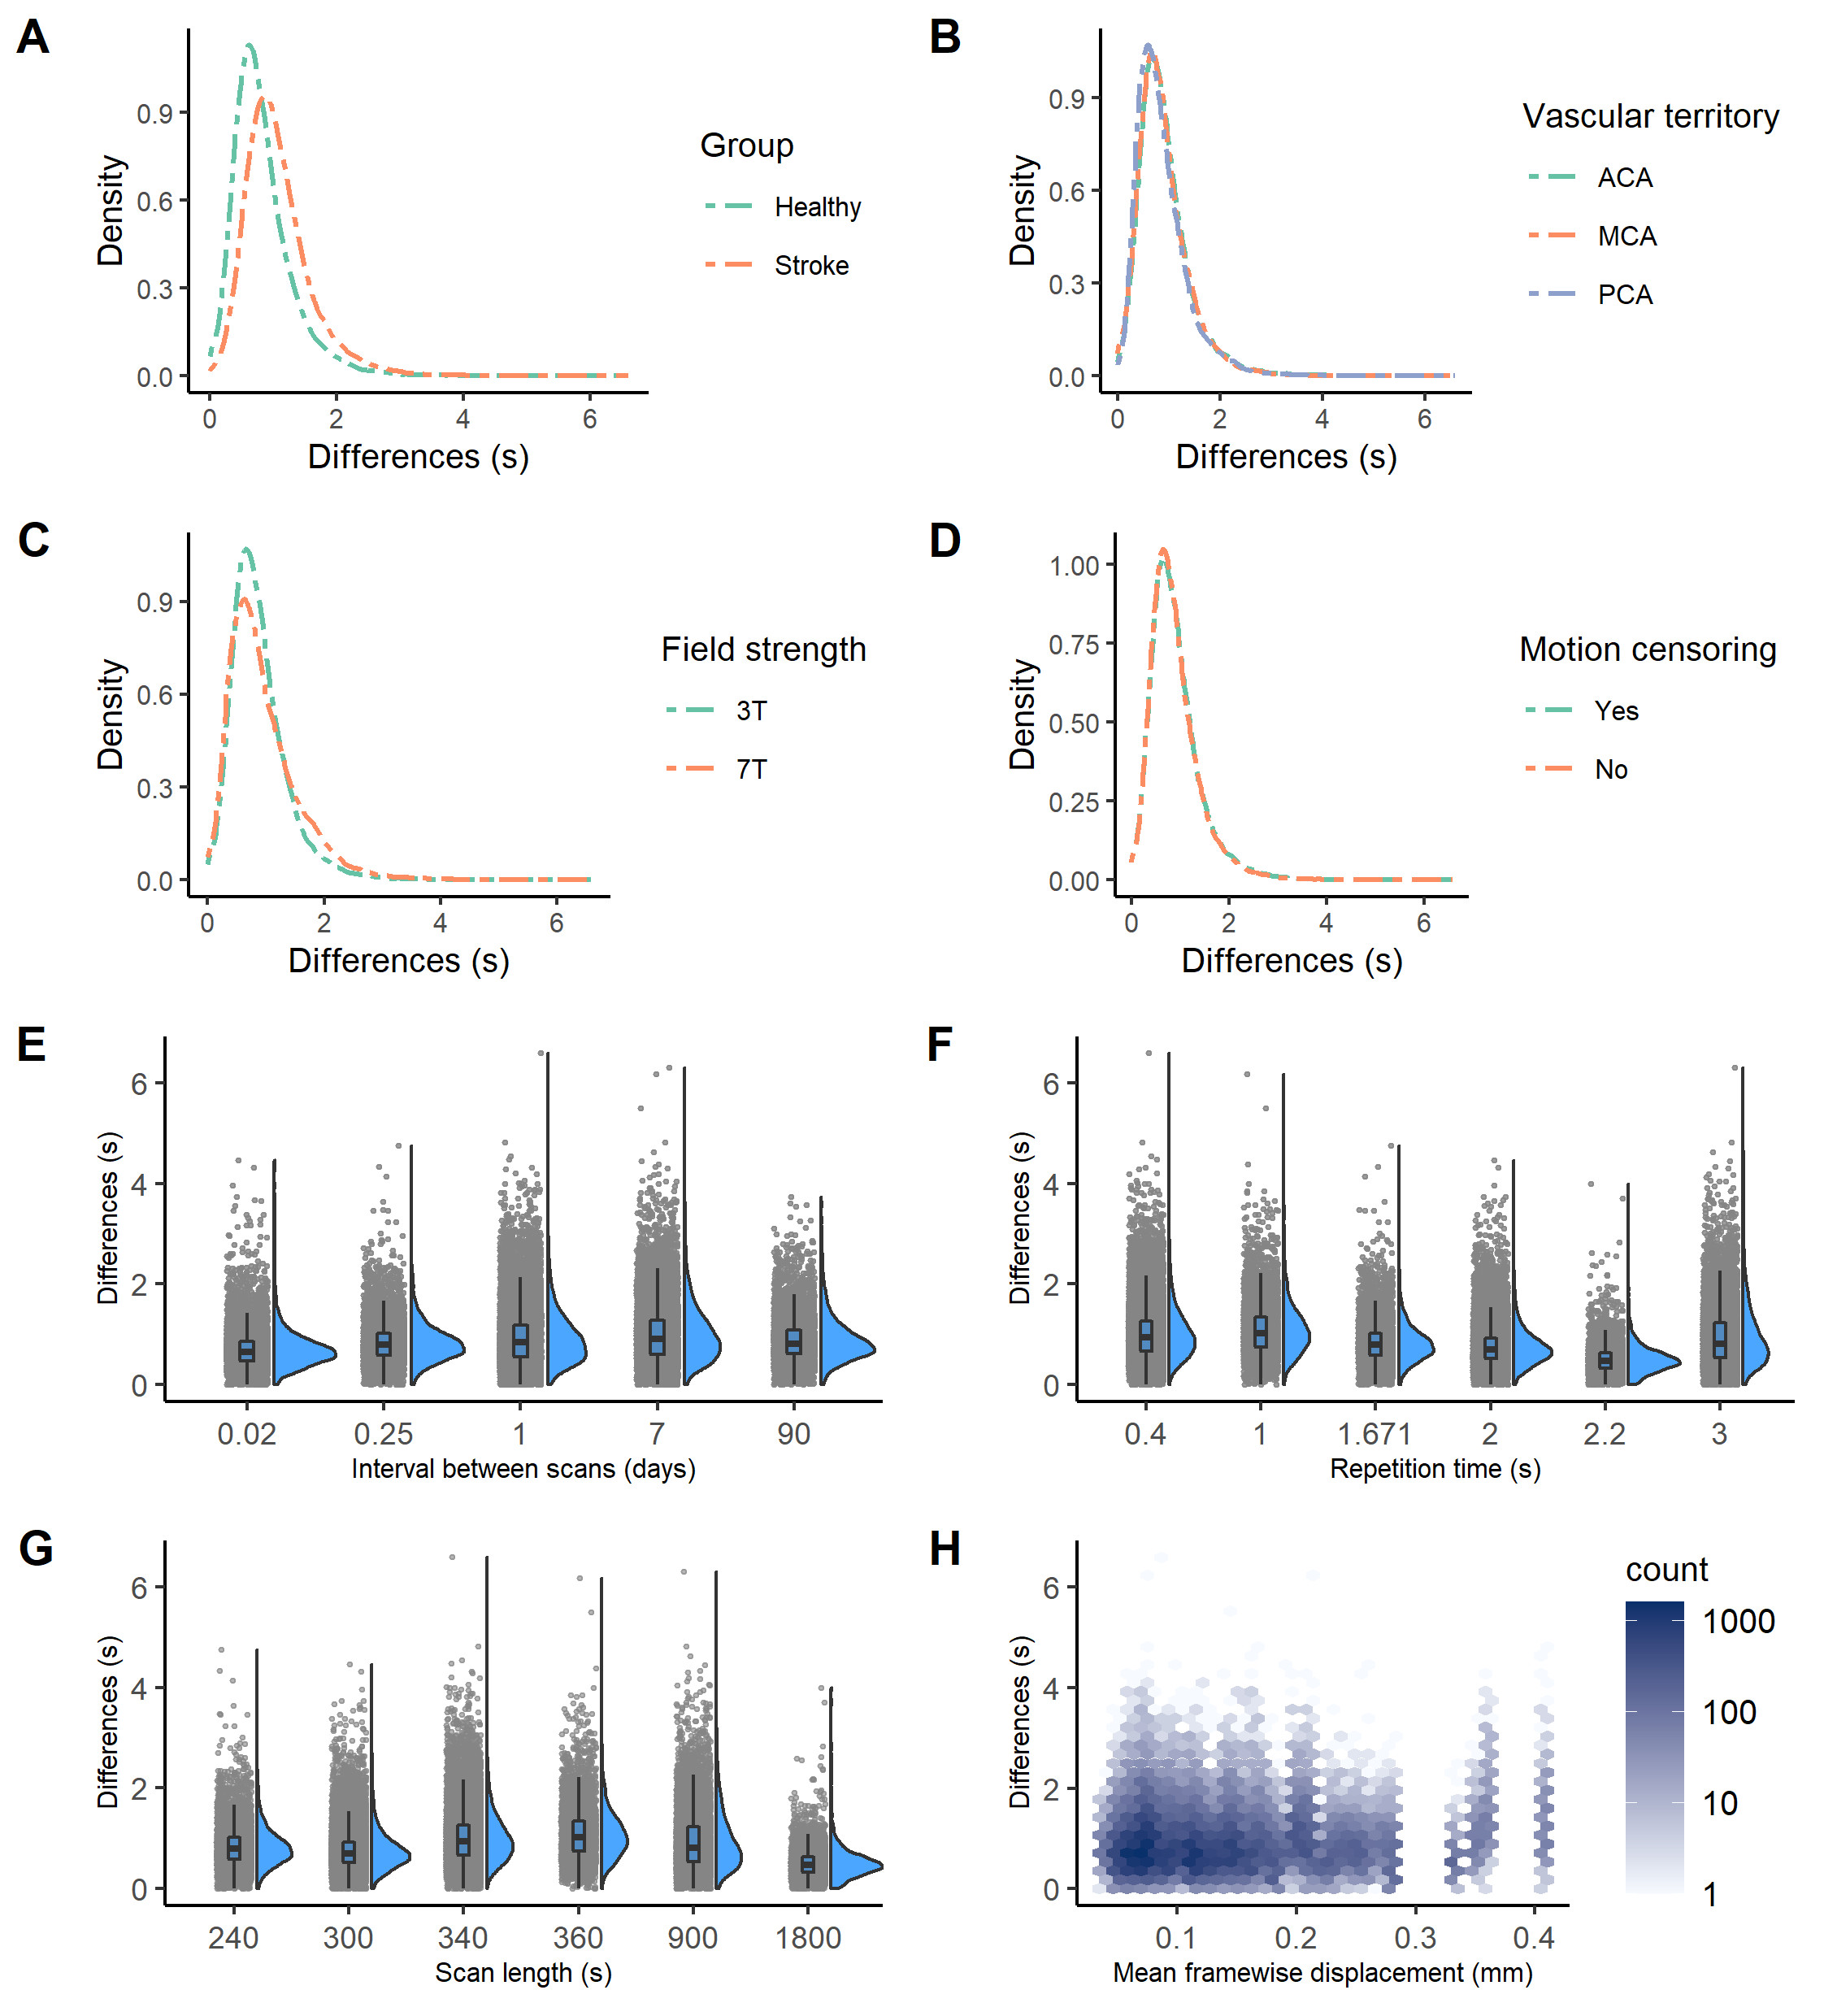 A
Density
0.9
0.6
0.3
0.0
0 2 4 6
Differences (s)
Group
Healthy
Stroke
B
Density
0.9
0.6
0.3
0.0
0 2 4 6
Differences (s)
Vascular territory
ACA
MCA
PCA
C
Density
0.9
0.6
0.3
0.0
0 2 4 6
Differences (s)
Field strength
3T
7T
D
Density
1.00
0.75
0.50
0.25
0.00
0 2 4 6
Differences (s)
Motion censoring
Yes
No
E
Differences (s)
6
4
2
0
0.02 0.25 1 7 90
Interval between scans (days)
F
Differences (s)
6
4
2
0
0.4 1 1.671 2 2.2 3
Repetition time (s)
G
Differences (s)
6
4
2
0
240 300 340 360 900 1800
Scan length (s)
H
Differences (s)
6
4
2
0
0.1 0.2 0.3 0.4
Mean framewise displacement (mm)
count
1000
100
10
1